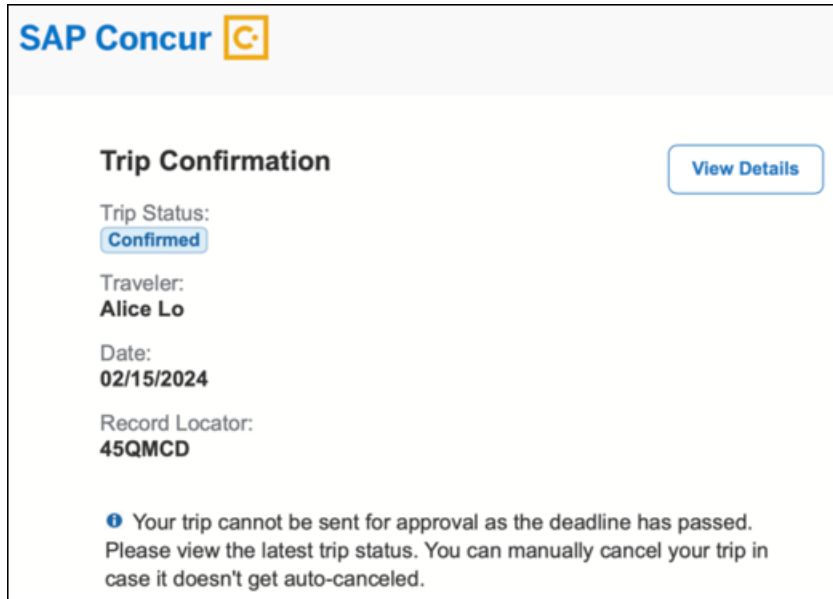 SAP Concur C.
Trip Confirmation
View Details
Trip Status:
Confirmed
Traveler:
Alice Lo
Date:
02/15/2024
Record Locator:
45QMCD
Your trip cannot be sent for approval as the deadline has passed.
Please view the latest trip status. You can manually cancel your trip in
case it doesn't get auto-canceled.